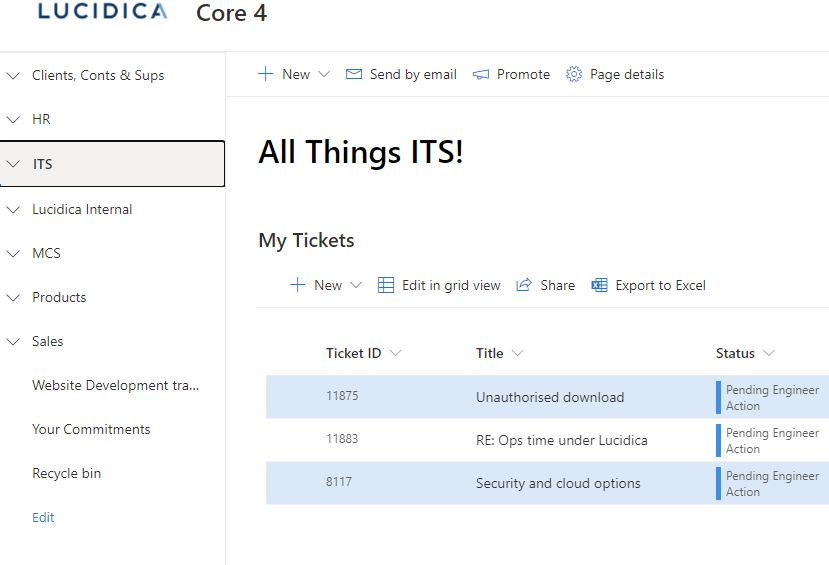 LUCIDICA Core 4
Clients, Conts & Sups
HR
ITS
Lucidica Internal
MCS
Products
Sales
Website Development tra...
Your Commitments
Recycle bin
Edit
New Send by email Promote Page details
All Things ITS!
My Tickets
New Edit in grid view Share Export to Excel
Ticket ID Title Status
11875 Unauthorised download Pending Engineer
Action
11883 RE: Ops time under Lucidica Pending Engineer
Action
8117 Security and cloud options Pending Engineer
Action